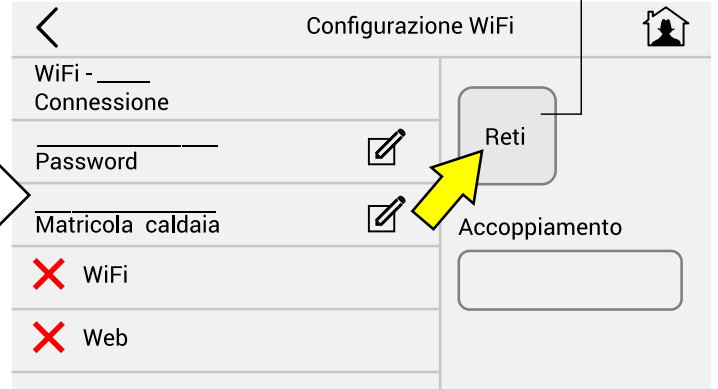 Configurazione WiFi
WiFi - ____
Connessione
Password
Matricola caldaia
WiFi
Web
Reti
Accoppiamento